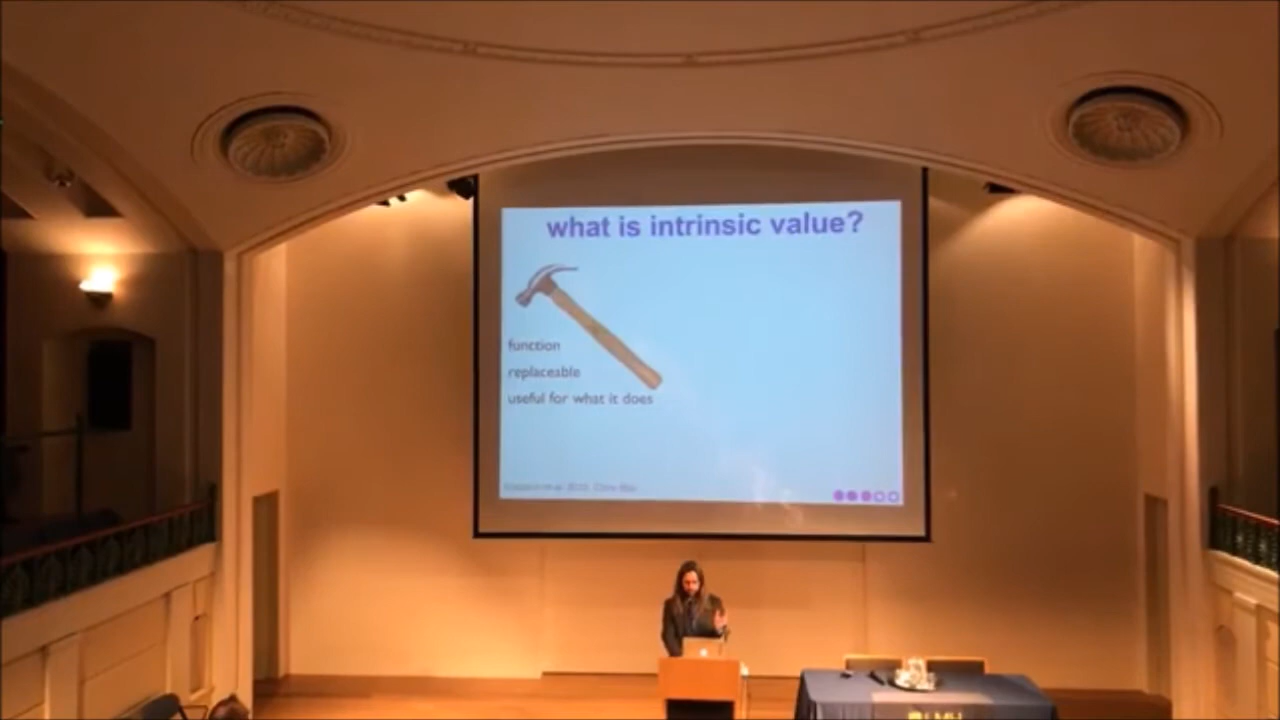 what is intrinsic value?
function
replaceable
useful for what it does